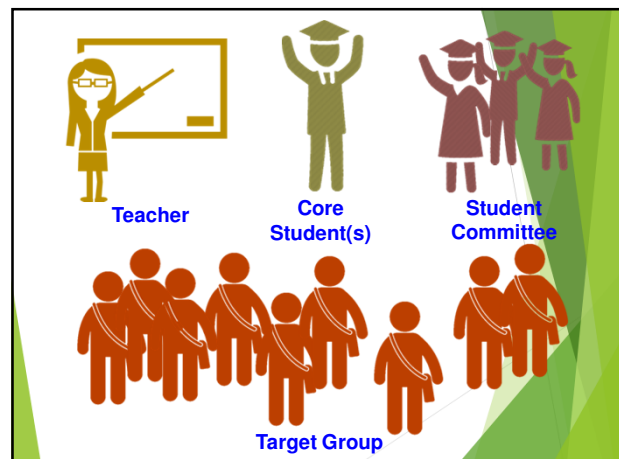 Teacher
Core
Student(s)
Student
Committee
Target Group